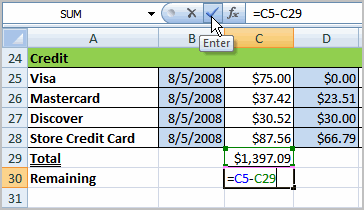 SUM =C5-C29
Enter
A B C D
24 Credit
25 Visa 8/5/2008 $75.00 $0.00
26 Mastercard 8/5/2008 $37.42 $23.51
27 Discover 8/5/2008 $30.52 $30.00
28 Store Credit Card 8/5/2008 $87.56 $66.79
29 Total $1,397.09
30 Remaining =C5-C29
31